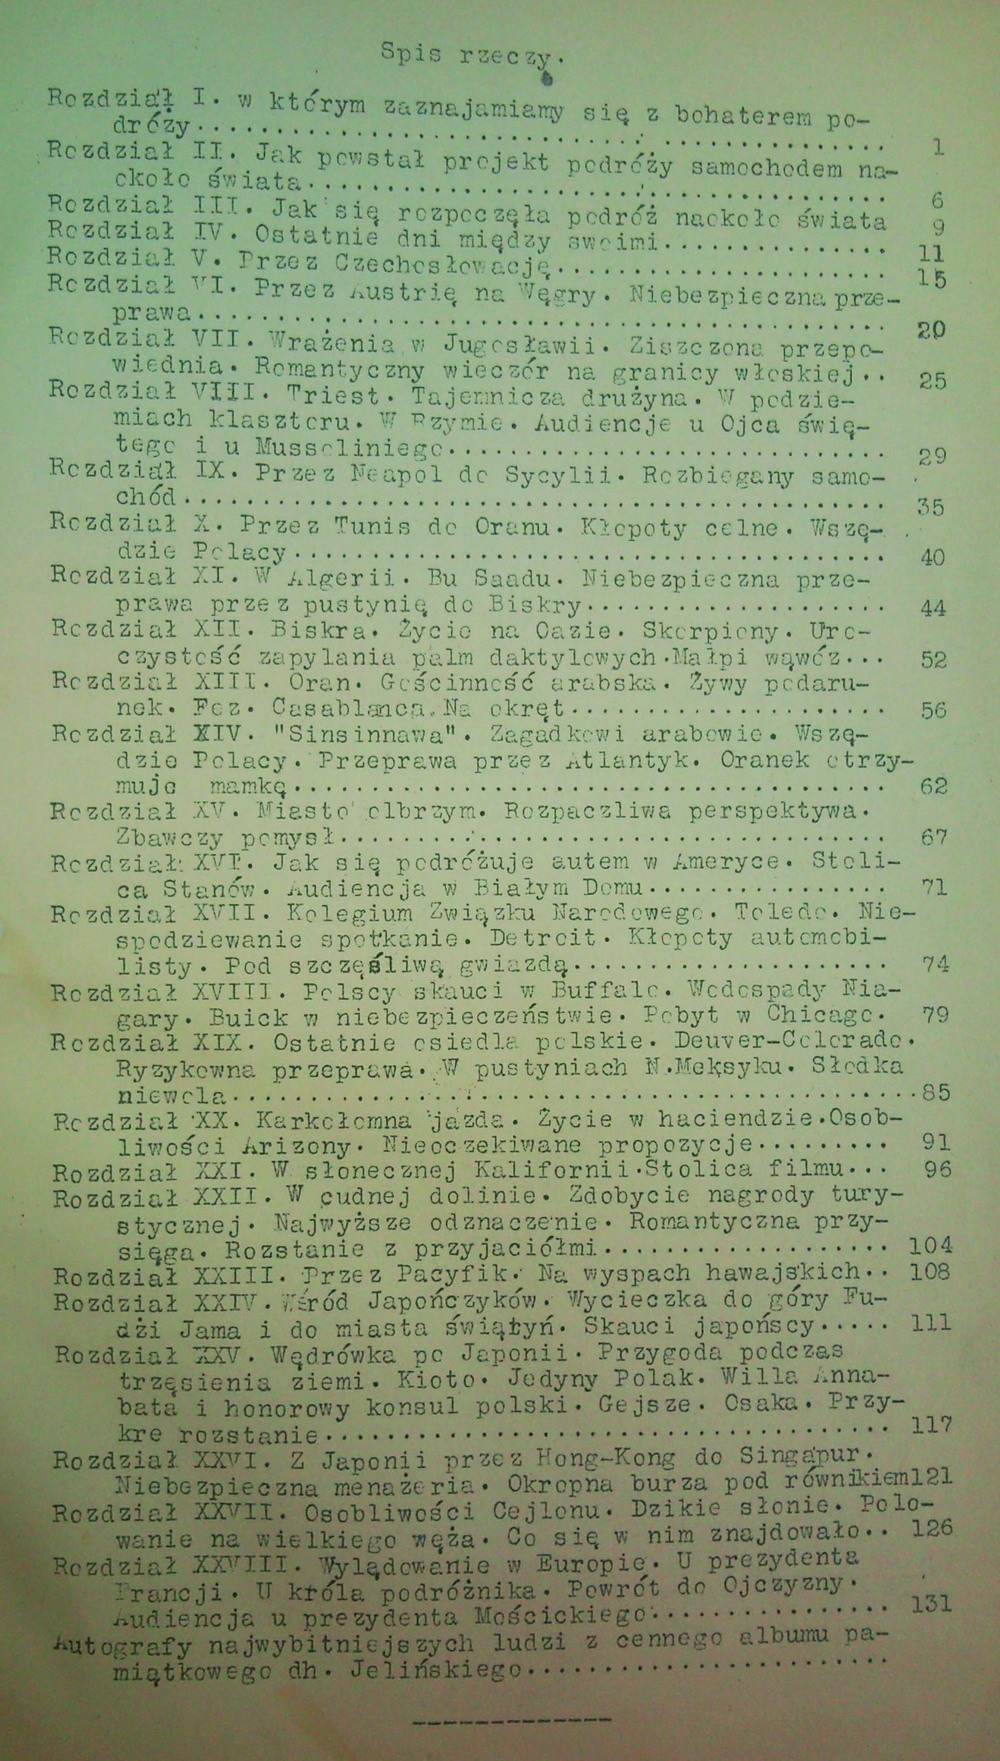 Spis rzeczy.
Rozdział I. w którym zaznajamiamy się z bohaterem po-
dróży........................................ 1
Rozdział II. Jak powstał projekt podróży samochodem na-
około świata.................................. 6
Rozdział III. Jak się rozpoczęła podróż naokoło świata 9
Rozdział IV. Ostatnie dni między swoimi............... 11
Rozdział V. Przez Czechosłowację..................... 15
Rozdział VI. Przez Austrię na Węgry. Niebezpieczna prze-
prawa........................................ 20
Rozdział VII. Wrażenia w Jugosławii. Ziszczona przepo-
wiednia. Romantyczny wieczór na granicy włoskiej.. 25
Rozdział VIII. Triest. Tajemnicza drużyna. W podzie-
miach klasztoru. W Rzymie. Audiencje u Ojca świę-
tego i u Mussoliniego............................ 29
Rozdział IX. Przez Neapol do Sycylii. Rozbiegany samo-
chód......................................... 35
Rozdział X. Przez Tunis do Oranu. Kłopoty celne. Wszę-
dzie Polacy................................... 40
Rozdział XI. W Algerii. Bu Saadu. Niebezpieczna prze-
prawa przez pustynię do Biskry................... 44
Rozdział XII. Biskra. Życie na Oazie. Skorpiony. Uro-
czystość zapylania palm daktylowych.Małpi wąwóz... 52
Rozdział XIII. Oran. Gościnność arabska. Żywy podaru-
nek. Fez. Casablanca.Na okręt.................... 56
Rozdział XIV. "Sinsinnawa". Zagadkowi arabowie. Wszę-
dzie Polacy. Przeprawa przez Atlantyk. Oranek otrzy-
muje mamkę................................... 62
Rozdział XV. Miasto olbrzym. Rozpaczliwa perspektywa.
Zbawczy pomysł................................ 67
Rozdział XVI. Jak się podróżuje autem w Ameryce. Stoli-
ca Stanów. Audiencja w Białym Domu............... 71
Rozdział XVII. Kolegium Związku Narodowego. Toledo. Nie-
spodziewanie spotkanie. Detroit. Kłopoty automobi-
listy. Pod szczęśliwą gwiazdą.................... 74
Rozdział XVIII. Polscy skauci w Buffalo. Wodospady Nia-
gary. Buick w niebezpieczeństwie. Pobyt w Chicago. 79
Rozdział XIX. Ostatnie osiedla polskie. Deuver-Colorado.
Ryzykowna przeprawa. W pustyniach N.Meksyku. Słodka
niewola.......................................85
Rozdział XX. Karkołomna jazda. Życie w haciendzie.Osob-
liwości Arizony. Nieoczekiwane propozycje......... 91
Rozdział XXI. W słonecznej Kalifornii.Stolica filmu... 96
Rozdział XXII. W cudnej dolinie. Zdobycie nagrody tury-
stycznej. Najwyższe odznaczenie. Romantyczna przy-
sięga. Rozstanie z przyjaciółmi.................. 104
Rozdział XXIII. Przez Pacyfik. Na wyspach hawajskich.. 108
Rozdział XXIV. Wśród Japończyków. Wycieczka do góry Fu-
dżi Jama i do miasta świątyń. Skauci japońscy..... 111
Rozdział XXV. Wędrówka po Japonii. Przygoda podczas
trzęsienia ziemi. Kioto. Jedyny Polak. Willa Anna-
bata i honorowy konsul polski. Gejsze. Osaka. Przy-
kre rozstanie................................. 117
Rozdział XXVI. Z Japonii przez Hong-Kong do Singapur.
Niebezpieczna menażeria. Okropna burza pod równikiem121
Rozdział XXVII. Osobliwości Cejlonu. Dzikie słonie. Polo-
wanie na wielkiego węża. Co się w nim znajdowało.. 126
Rozdział XXVIII. Wylądowanie w Europie. U prezydenta
Francji. U króla podróżnika. Powrót do Ojczyzny.
Audiencja u prezydenta Mościckiego............... 131
Autografy najwybitniejszych ludzi z cennego albumu pa-
miątkowego dh. Jelińskiego.......................